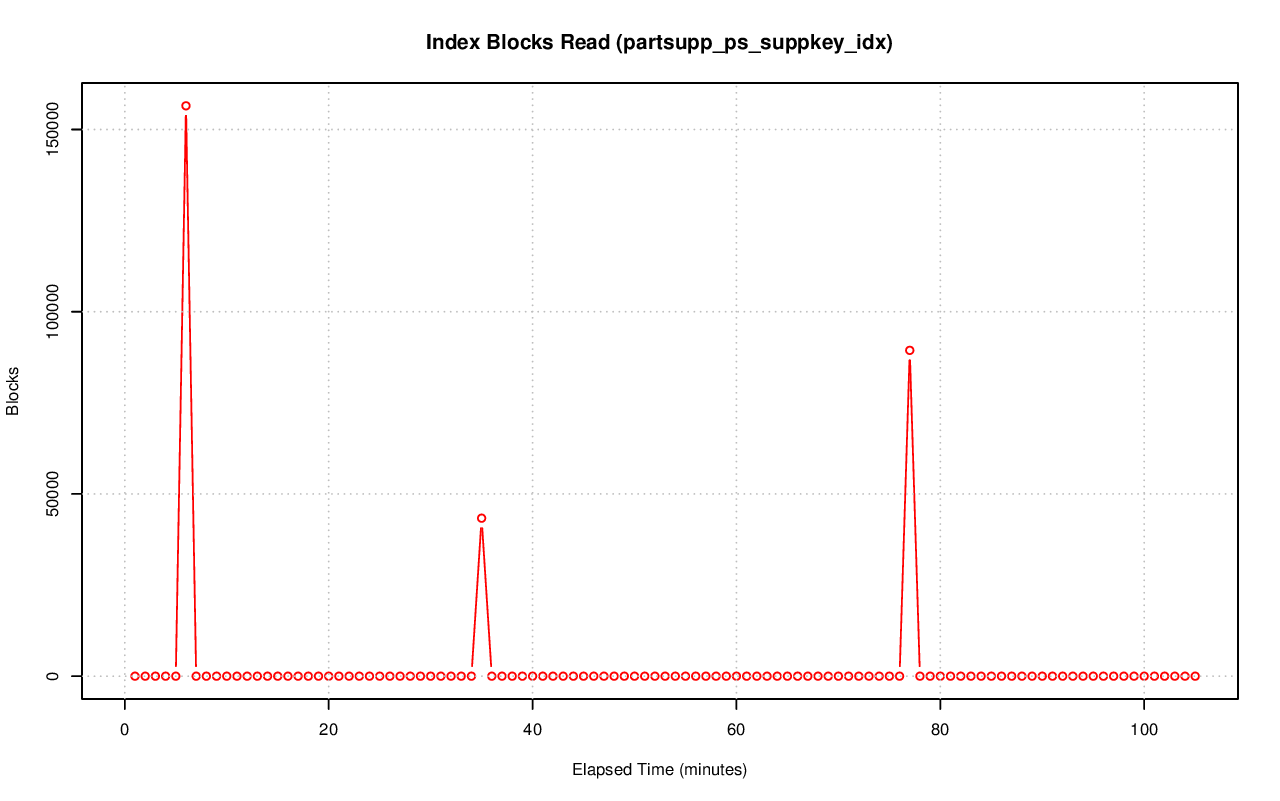 Index Blocks Read (partsupp_ps_suppkey_idx)
150000
100000
50000
0
Blocks
0 20 40 60 80 100
Elapsed Time (minutes)